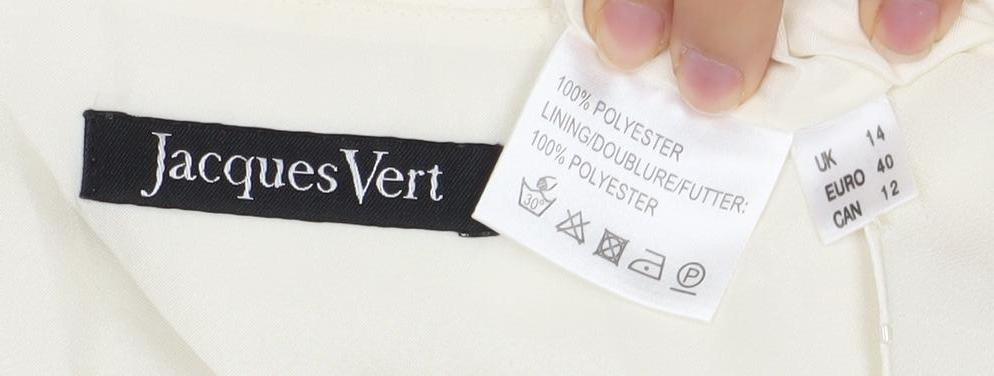 Jacques Vert
100% POLYESTER
LINING/DOUBLURE/FUTTER:
100% POLYESTER
30°
P
UK 14
EURO 40
CAN 12